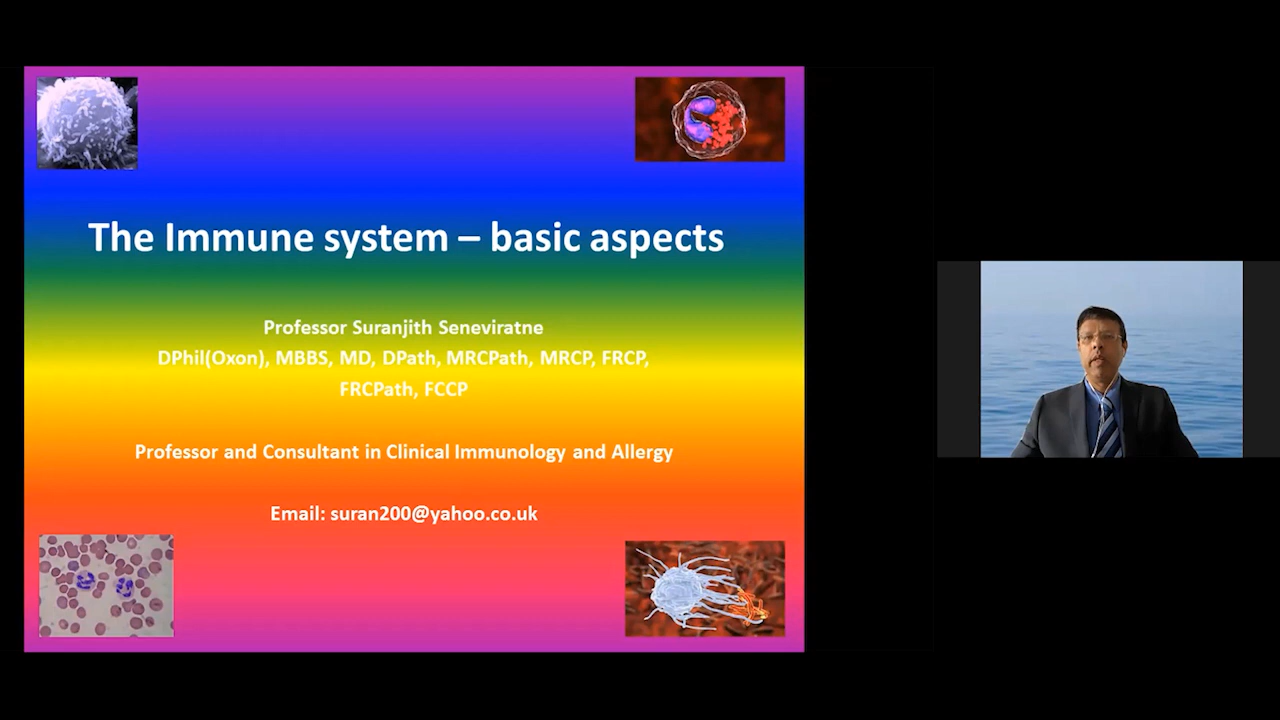 The Immune system – basic aspects
Professor Suranjith Seneviratne
DPhil(Oxon), MBBS, MD, DPath, MRCPath, MRCP, FRCP,
FRCPath, FCCP
Professor and Consultant in Clinical Immunology and Allergy
Email: suran200@yahoo.co.uk